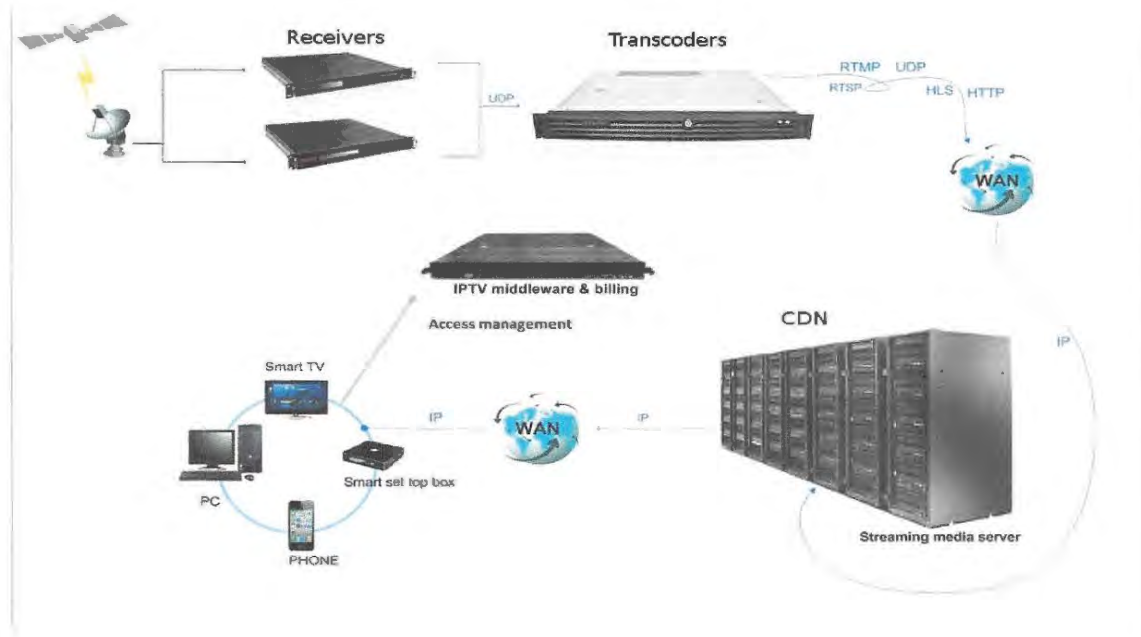 Receivers
Transcoders
UDP
RTMP UDP
RTSP
HLS HTTP
WAN
IPTV middleware & billing
Access management
CDN
IP
Smart TV
IP
WAN
IP
PC
Smart set top box
PHONE
Streaming media server